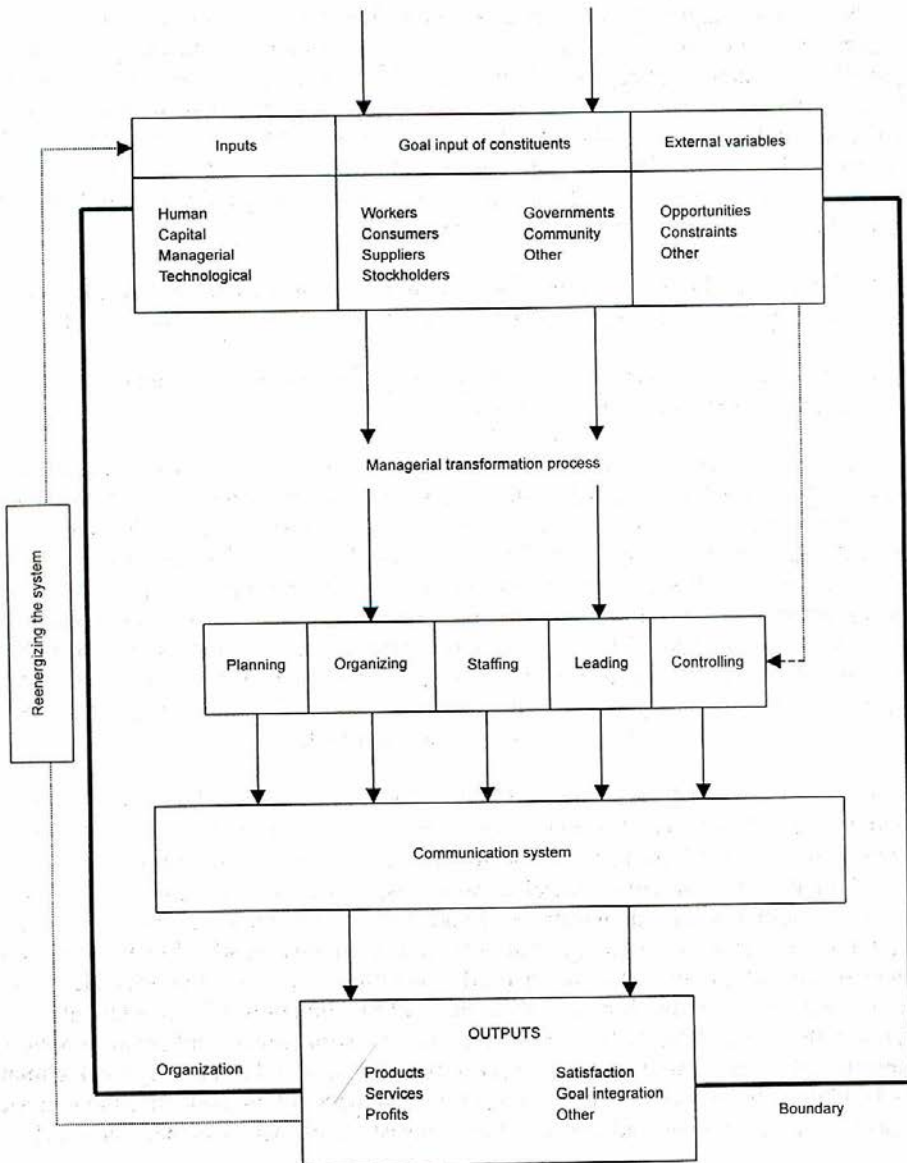 Inputs
Goal input of constituents
External variables
Human
Capital
Managerial
Technological
Workers
Consumers
Suppliers
Stockholders
Governments
Community
Other
Opportunities
Constraints
Other
Managerial transformation process
Reenergizing the system
Planning
Organizing
Staffing
Leading
Controlling
Communication system
OUTPUTS
Products
Services
Profits
Satisfaction
Goal integration
Other
Organization
Boundary